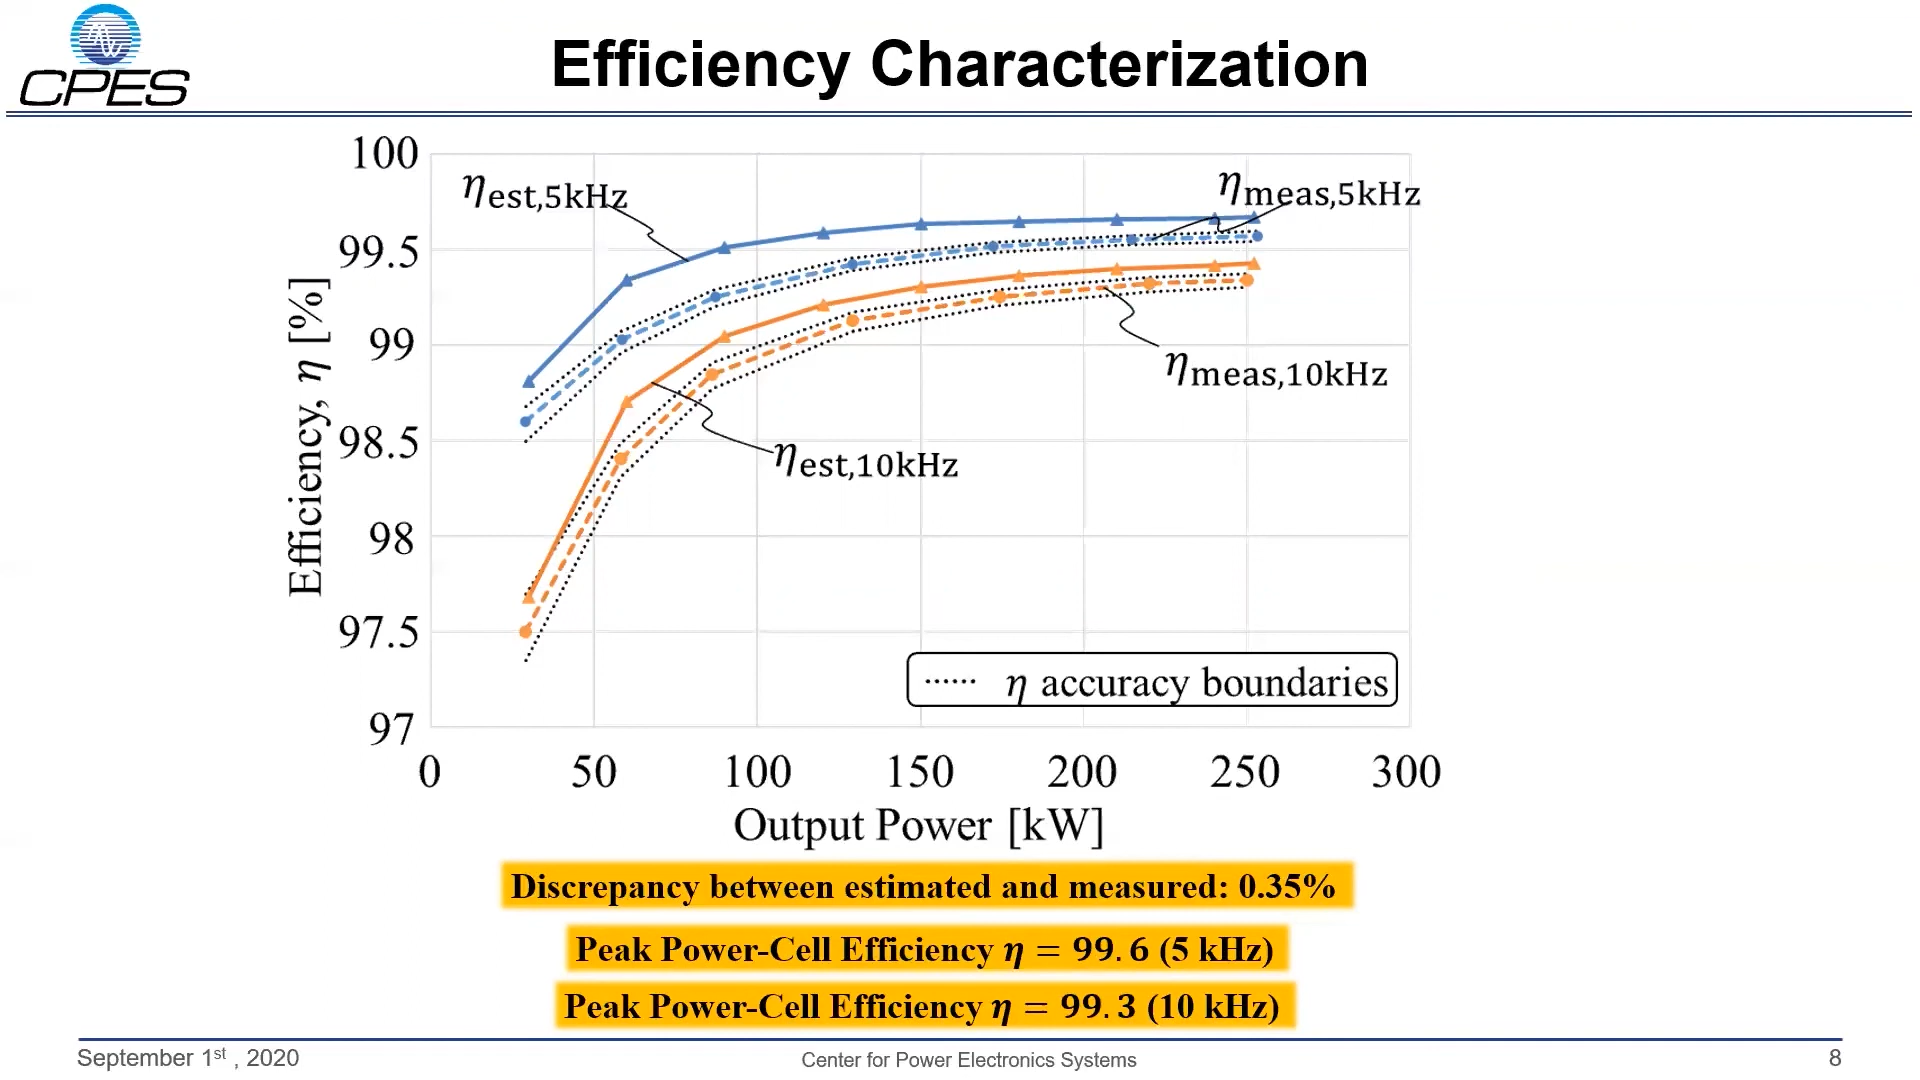 CPES
Efficiency Characterization
100
99.5
99
98.5
98
97.5
97
Efficiency, η [%]
ηest,5kHz
ηmeas,5kHz
ηmeas,10kHz
ηest,10kHz
...... η accuracy boundaries
0 50 100 150 200 250 300
Output Power [kW]
Discrepancy between estimated and measured: 0.35%
Peak Power-Cell Efficiency η = 99.6 (5 kHz)
Peak Power-Cell Efficiency η = 99.3 (10 kHz)
September 1st , 2020
Center for Power Electronics Systems
8